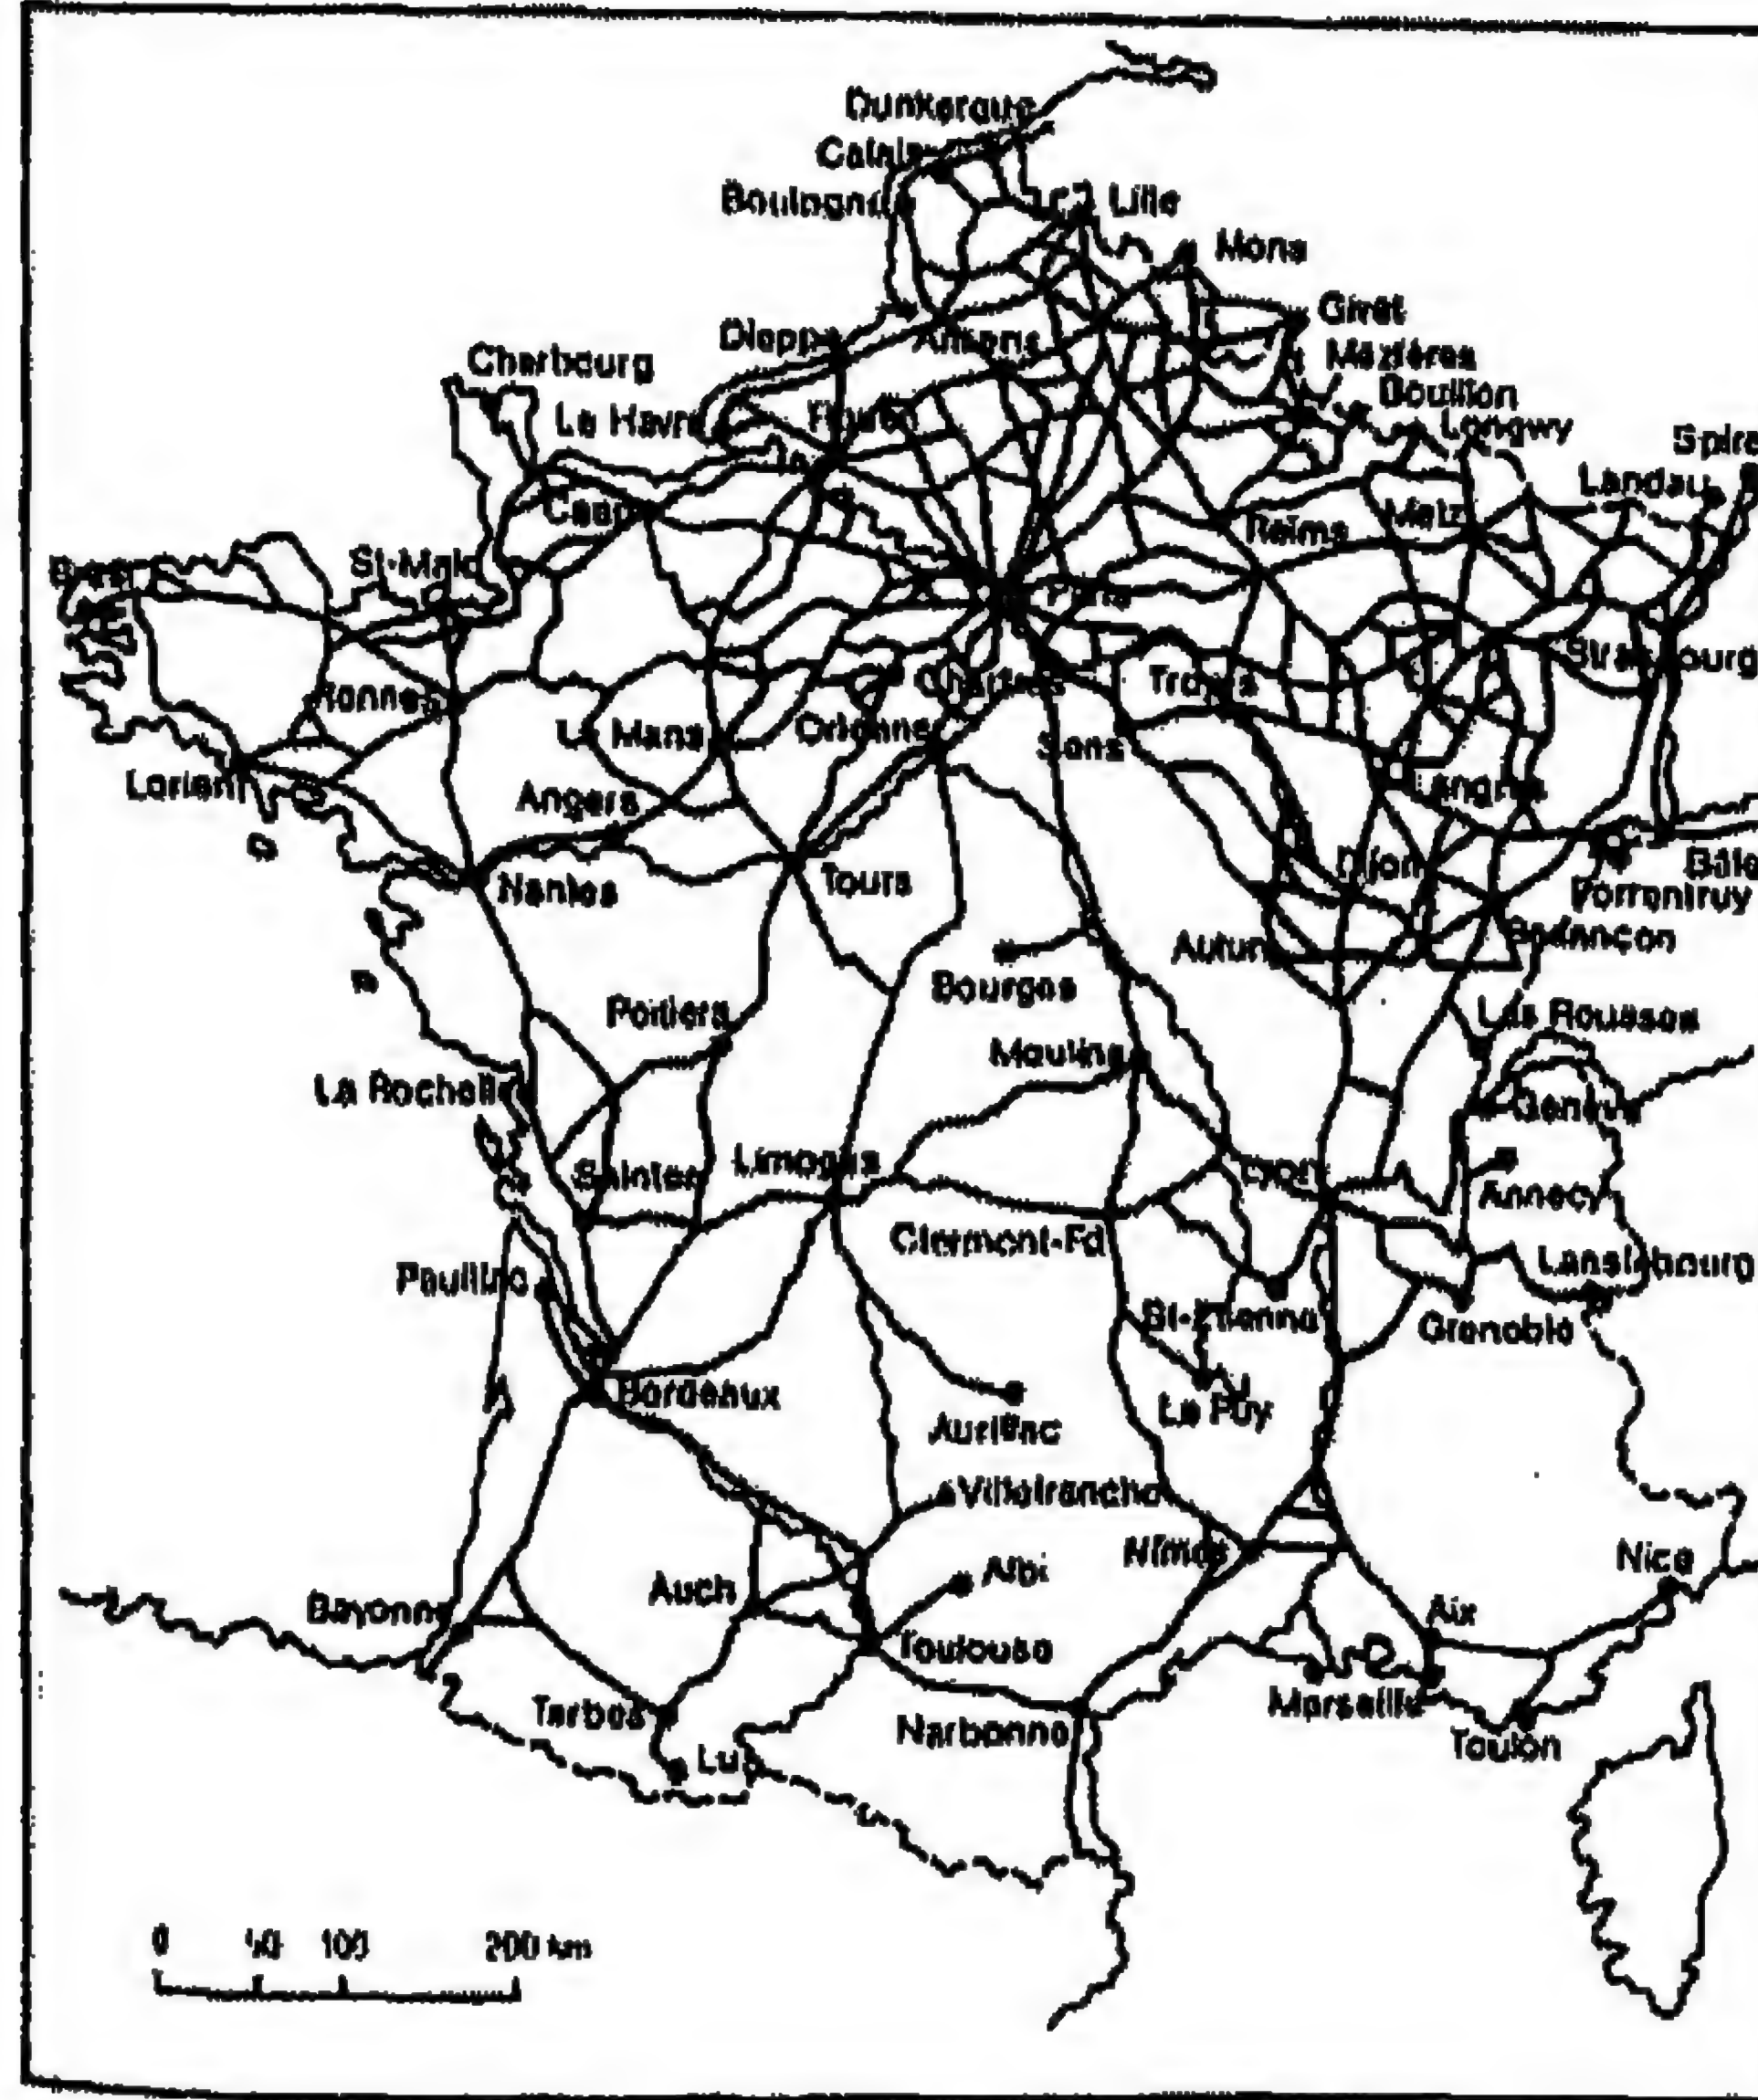 Dunkerque
Calais
Boulogne
Lille
Mons
Givet
Dieppe
Amiens
Mézières
Cherbourg
Bouillon
Le Havre
Rouen
Longwy
Spire
Landau
Caen
Reims
Metz
Brest
St-Malo
Paris
Strasbourg
Rennes
Chartres
Troyes
Le Mans
Orléans
Sens
Lorient
Langres
Angers
Dijon
Bâle
Nantes
Tours
Porrentruy
Autun
Besançon
Bourges
Poitiers
Les Rousses
Moulins
La Rochelle
Genève
Saintes
Limoges
Lyon
Annecy
Clermont-Fd
Pauillac
Lanslebourg
St-Etienne
Grenoble
Bordeaux
Le Puy
Aurillac
Villefranche
Nîmes
Nice
Auch
Albi
Bayonne
Aix
Toulouse
Tarbes
Narbonne
Marseille
Toulon
Luz
0 50 100 200 km